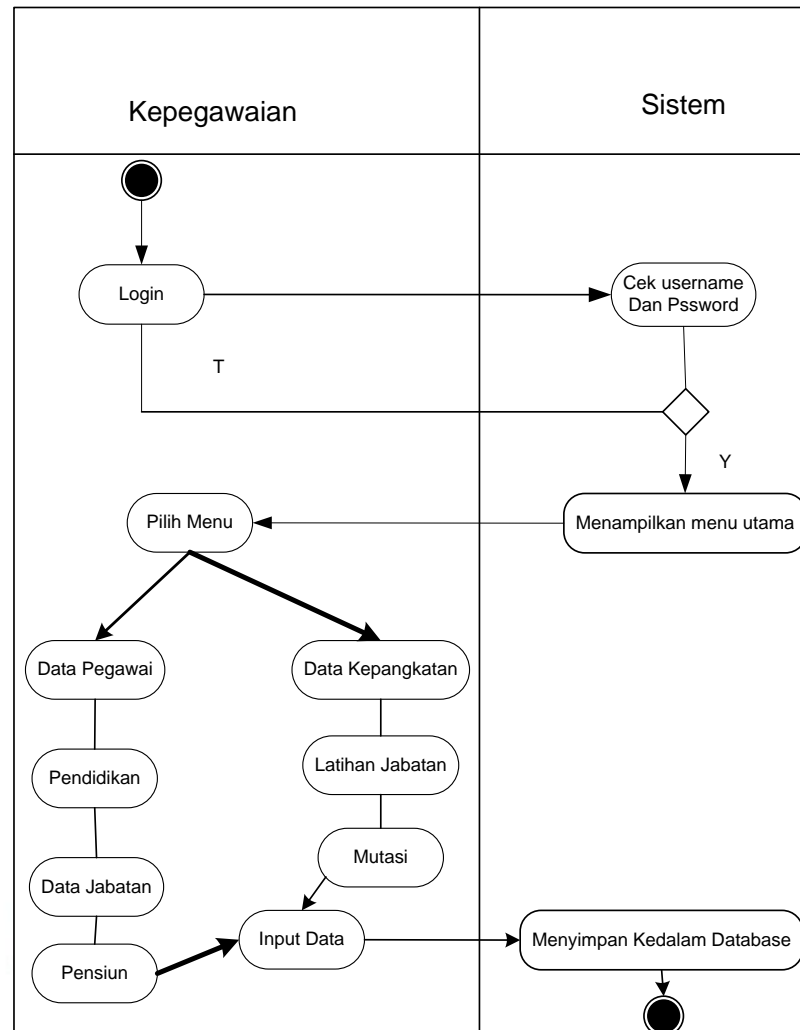 Kepegawaian
Sistem
Login
Cek username
Dan Pssword
T
Y
Pilih Menu
Menampilkan menu utama
Data Pegawai
Data Kepangkatan
Pendidikan
Latihan Jabatan
Data Jabatan
Mutasi
Pensiun
Input Data
Menyimpan Kedalam Database